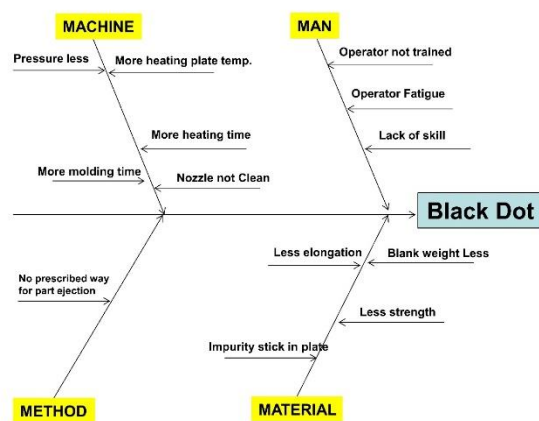 MACHINE
MAN
Pressure less
More heating plate temp.
Operator not trained
Operator Fatigue
More heating time
Lack of skill
More molding time
Nozzle not Clean
Black Dot
Less elongation
Blank weight Less
No prescribed way
for part ejection
Less strength
Impurity stick in plate
METHOD
MATERIAL